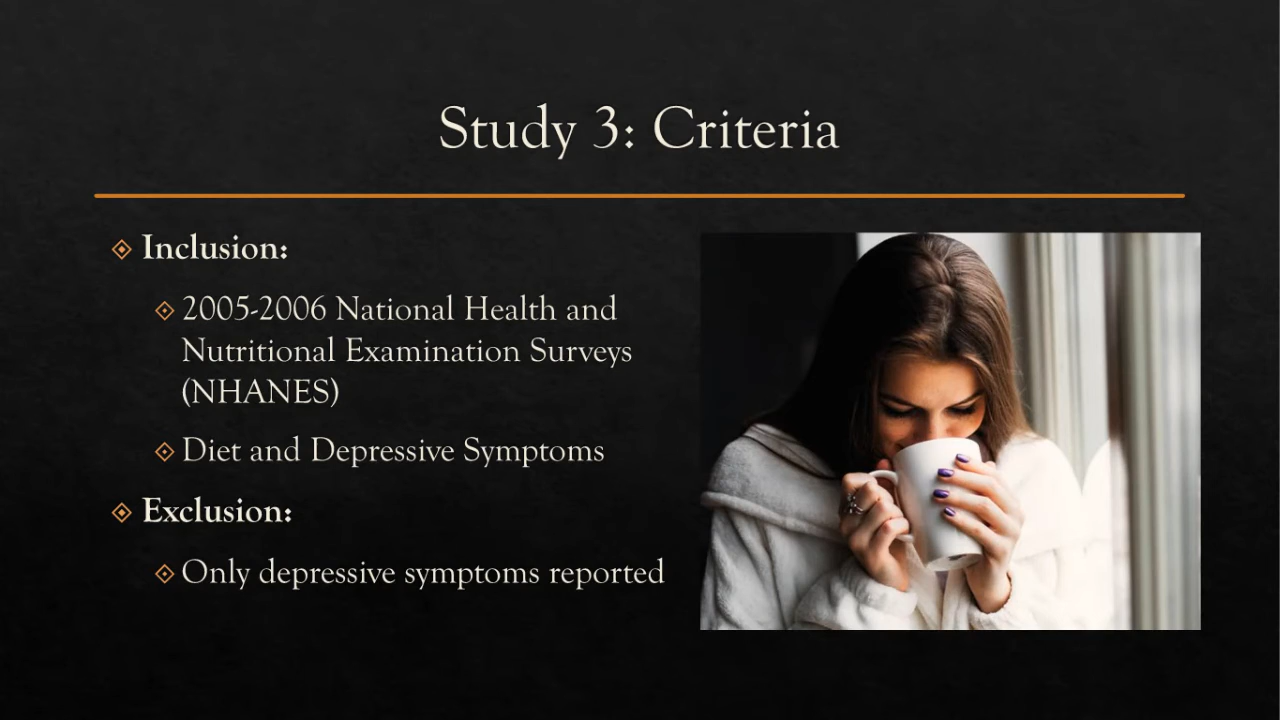 Study 3: Criteria
Inclusion:
2005-2006 National Health and
Nutritional Examination Surveys
(NHANES)
Diet and Depressive Symptoms
Exclusion:
Only depressive symptoms reported